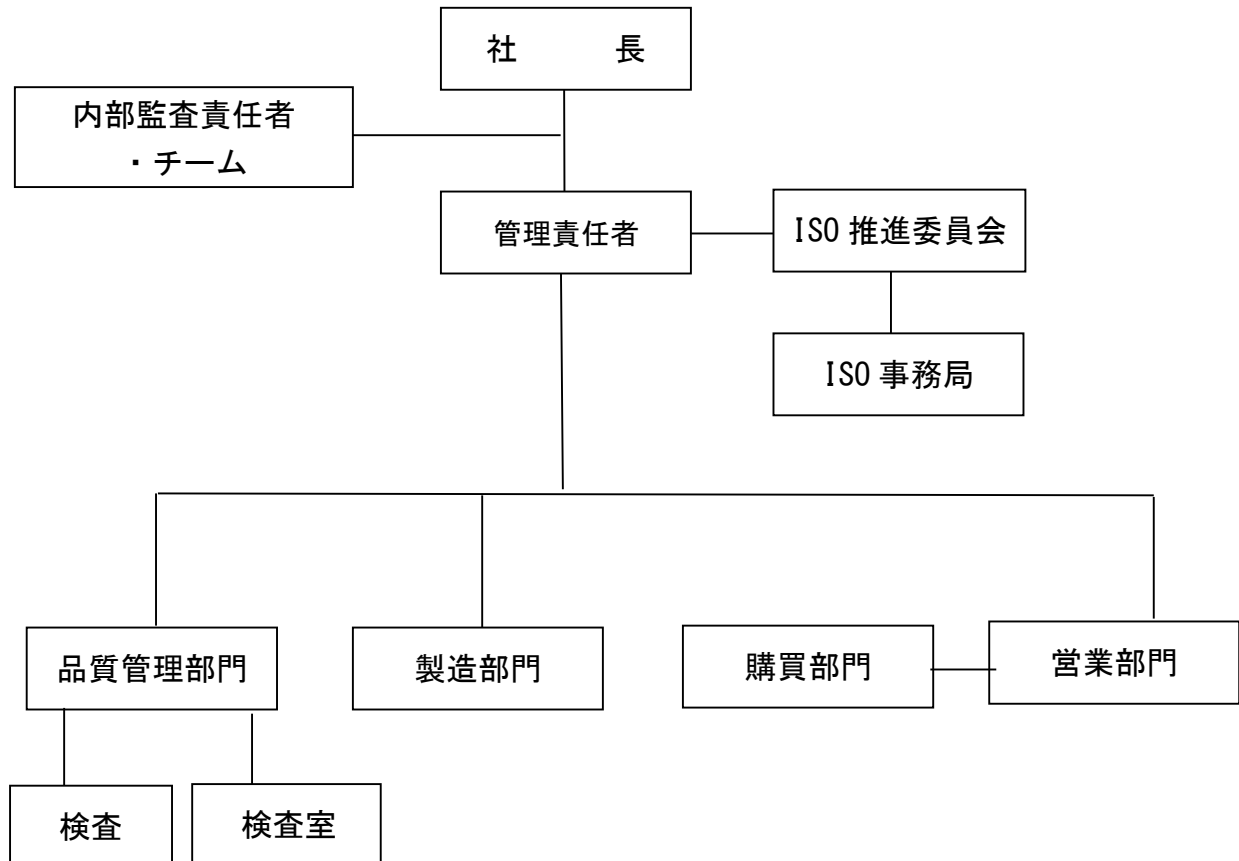 社　　　長
内部監査責任者
・チーム
管理責任者
ISO 推進委員会
ISO 事務局
品質管理部門
製造部門
購買部門
営業部門
検査
検査室